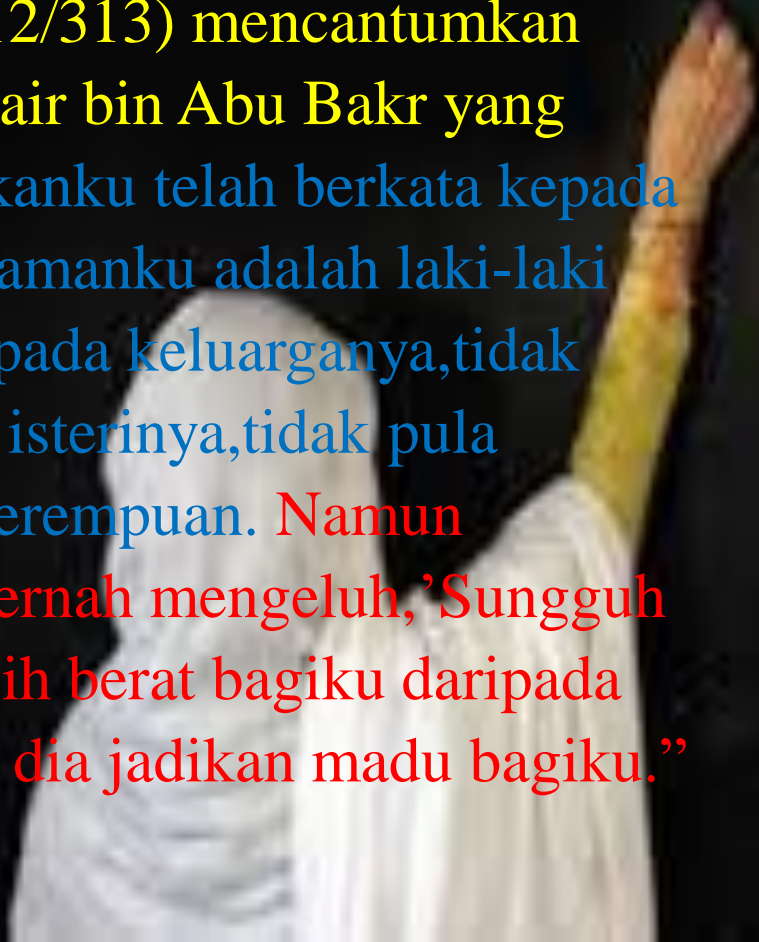 12/313) mencantumkan
air bin Abu Bakr yang
kanku telah berkata kepada
amanku adalah laki-laki
pada keluarganya,tidak
isterinya,tidak pula
erempuan. Namun
ernah mengeluh,’Sungguh
ih berat bagiku daripada
dia jadikan madu bagiku.”